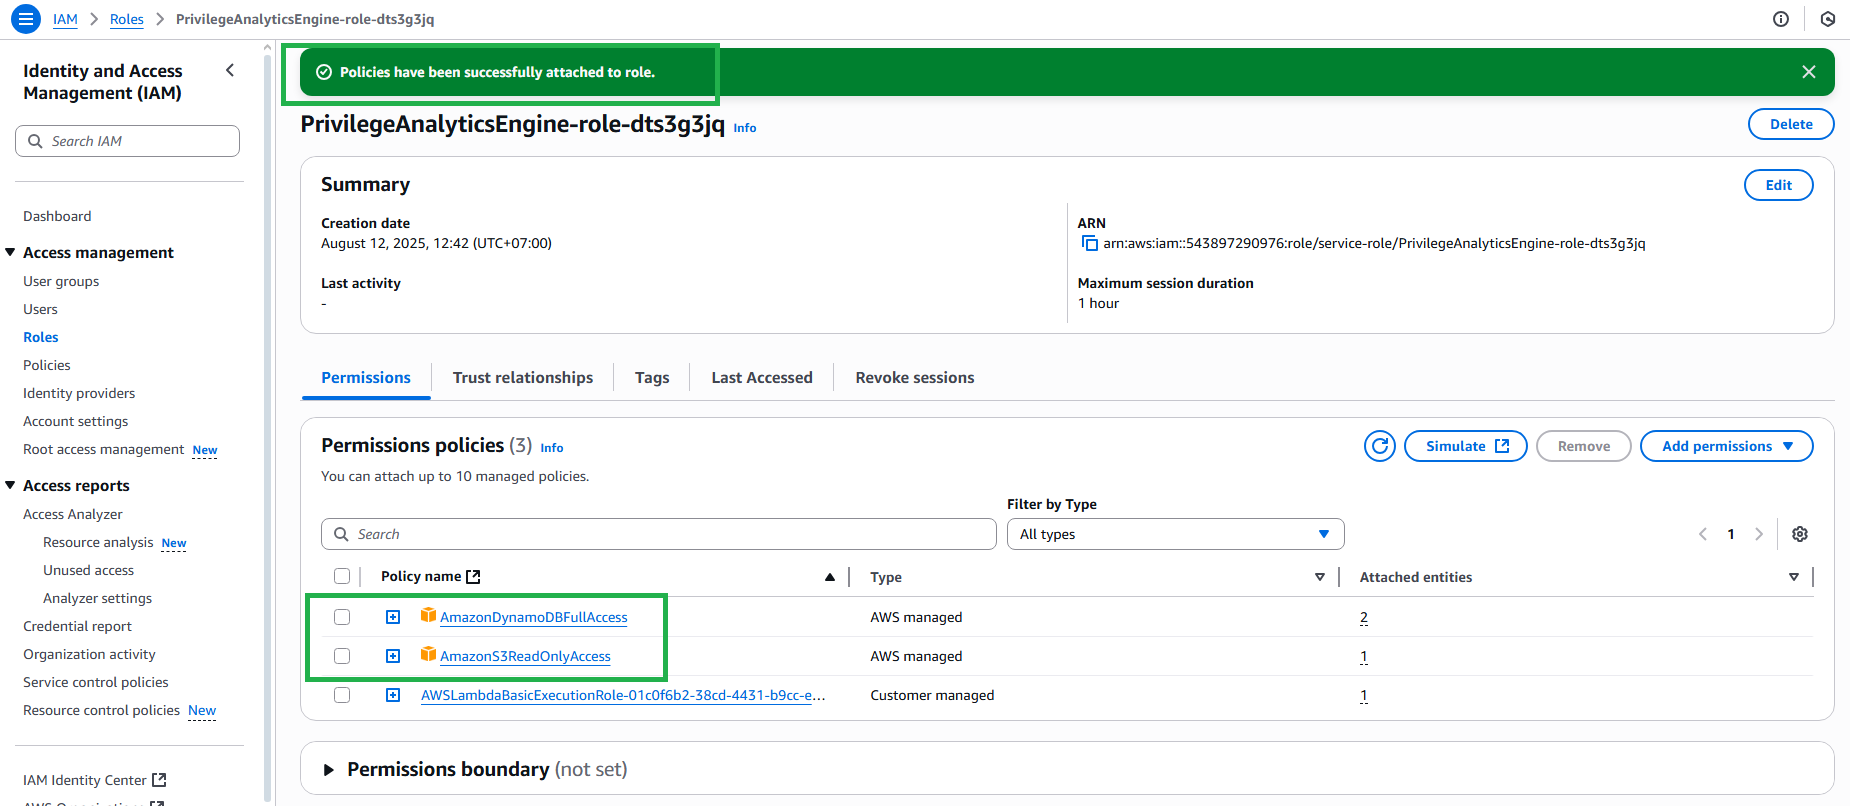 IAM > Roles > PrivilegeAnalyticsEngine-role-dts3g3jq
Identity and Access
Management (IAM)
Search IAM
Dashboard
Access management
User groups
Users
Roles
Policies
Identity providers
Account settings
Root access management New
Access reports
Access Analyzer
Resource analysis New
Unused access
Analyzer settings
Credential report
Organization activity
Service control policies
Resource control policies New
IAM Identity Center
Policies have been successfully attached to role.
PrivilegeAnalyticsEngine-role-dts3g3jq Info
Delete
Summary
Edit
Creation date
August 12, 2025, 12:42 (UTC+07:00)
ARN
arn:aws:iam::543897290976:role/service-role/PrivilegeAnalyticsEngine-role-dts3g3jq
Last activity
-
Maximum session duration
1 hour
Permissions Trust relationships Tags Last Accessed Revoke sessions
Permissions policies (3) Info
Simulate Remove Add permissions
You can attach up to 10 managed policies.
Filter by Type
Search
All types
1
Policy name Type Attached entities
AmazonDynamoDBFullAccess AWS managed 2
AmazonS3ReadOnlyAccess AWS managed 1
AWSLambdaBasicExecutionRole-01c0f6b2-38cd-4431-b9cc-e... Customer managed 1
Permissions boundary (not set)